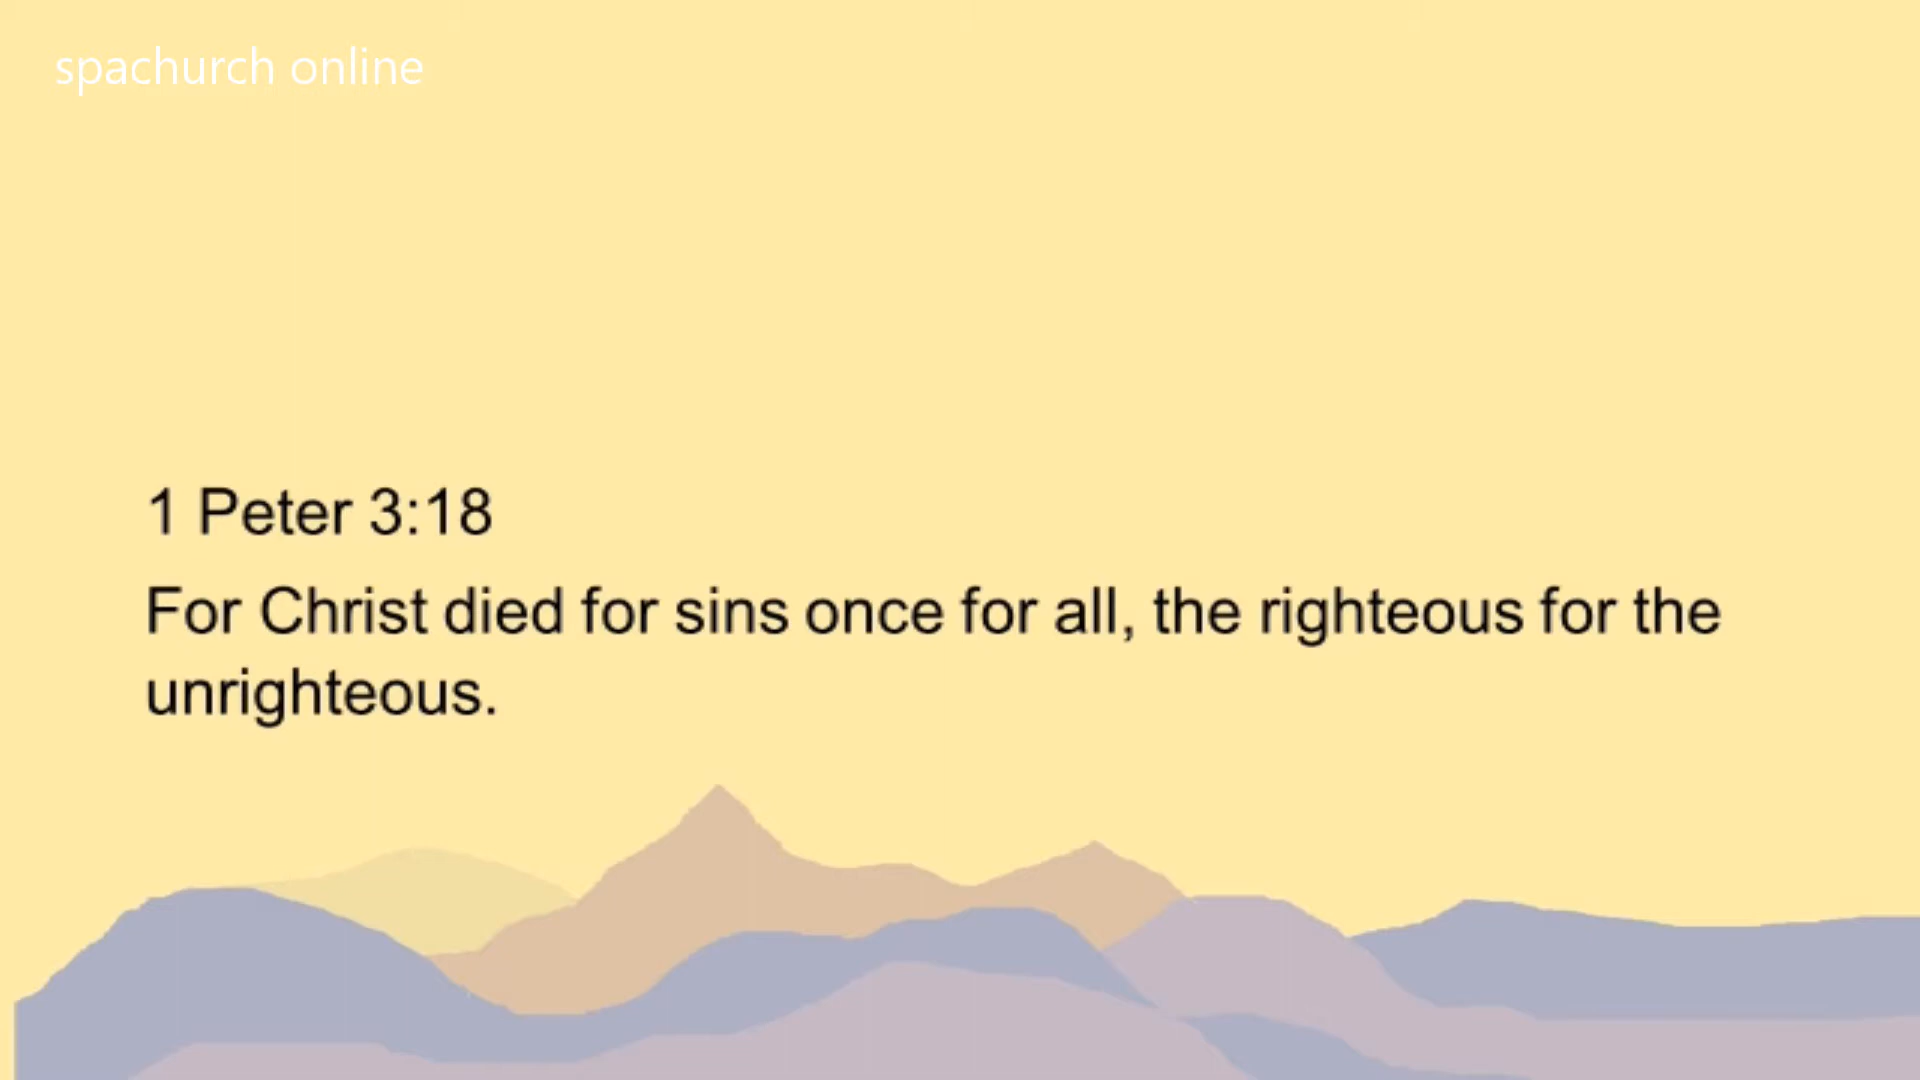 spachurch online
1 Peter 3:18
For Christ died for sins once for all, the righteous for the
unrighteous.